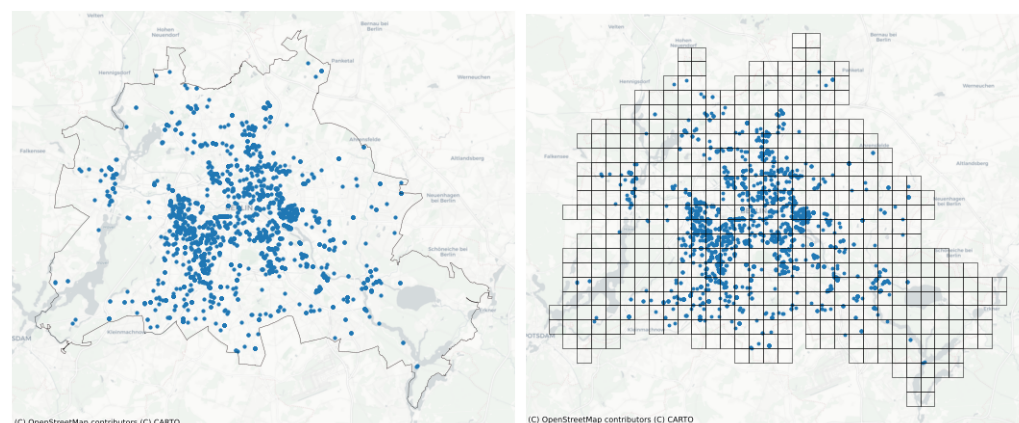 Velten
Hohen
Neuendorf
Bernau bei
Berlin
Hennigsdorf
Panketal
Werneuchen
Ahrensfelde
Falkensee
Altlandsberg
Neuenhagen
bei Berlin
Schöneiche bei
Berlin
Erkner
Kleinmachnow
SDAM
(C) OpenStreetMap contributors (C) CARTO
Velten
Hohen
Neuendorf
Bernau bei
Berlin
Hennigsdorf
Panketal
Werneuchen
Ahrensfelde
Falkensee
Altlandsberg
Neuenhagen
bei Berlin
Schöneiche bei
Berlin
Erkner
Kleinmachnow
POTSDAM
(C) OpenStreetMap contributors (C) CARTO